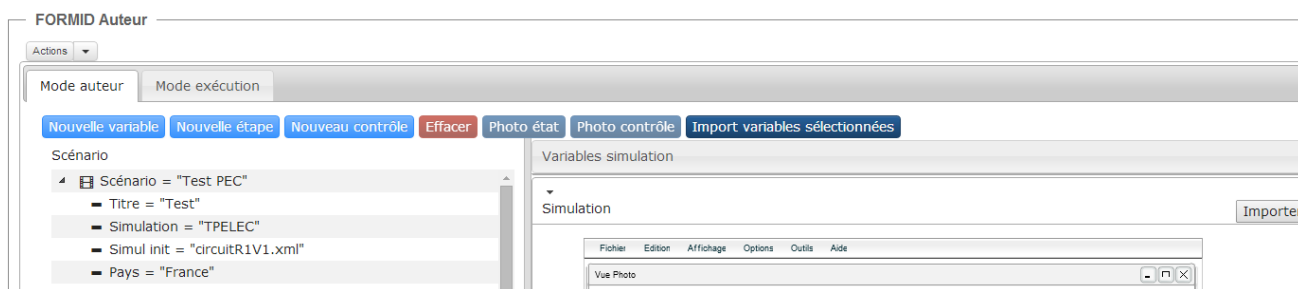 FORMID Auteur
Actions
Mode auteur Mode exécution
Nouvelle variable Nouvelle étape Nouveau contrôle Effacer Photo état Photo contrôle Import variables sélectionnées
Scénario
Scénario = "Test PEC"
Titre = "Test"
Simulation = "TPELEC"
Simul init = "circuitR1V1.xml"
Pays = "France"
Variables simulation
Simulation
Importer
Fichier Edition Affichage Options Outils Aide
Vue Photo